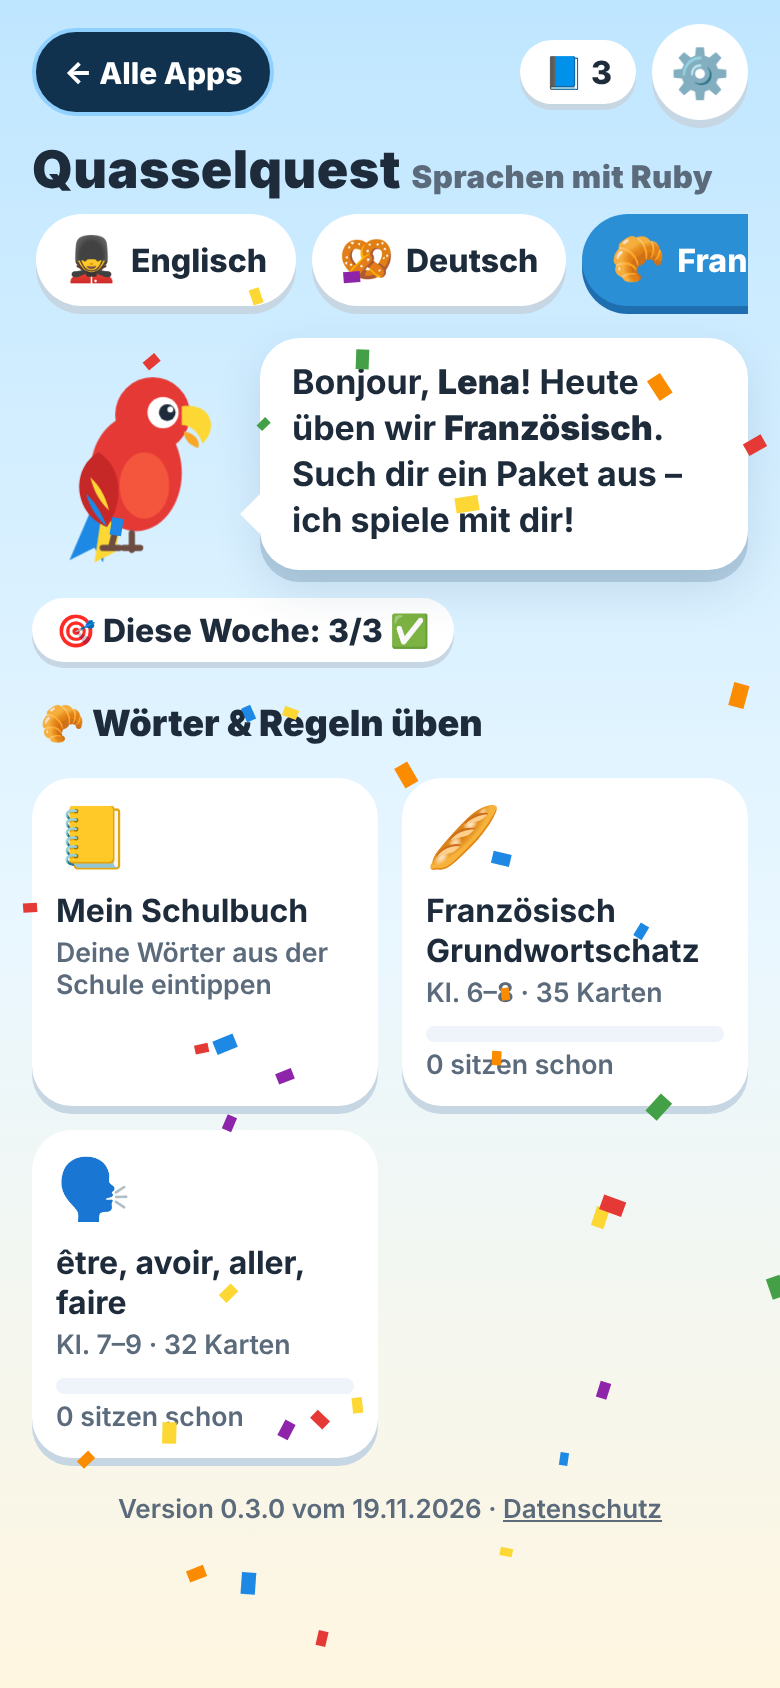 ← Alle Apps
📘 3
Quasselquest Sprachen mit Ruby
Englisch
Deutsch
Fran
Bonjour, Lena! Heute
üben wir Französisch.
Such dir ein Paket aus –
ich spiele mit dir!
🎯 Diese Woche: 3/3 ✅
🥐 Wörter & Regeln üben
Mein Schulbuch
Deine Wörter aus der
Schule eintippen
Französisch
Grundwortschatz
Kl. 6–8 · 35 Karten
0 sitzen schon
être, avoir, aller,
faire
Kl. 7–9 · 32 Karten
0 sitzen schon
Version 0.3.0 vom 19.11.2026 · Datenschutz